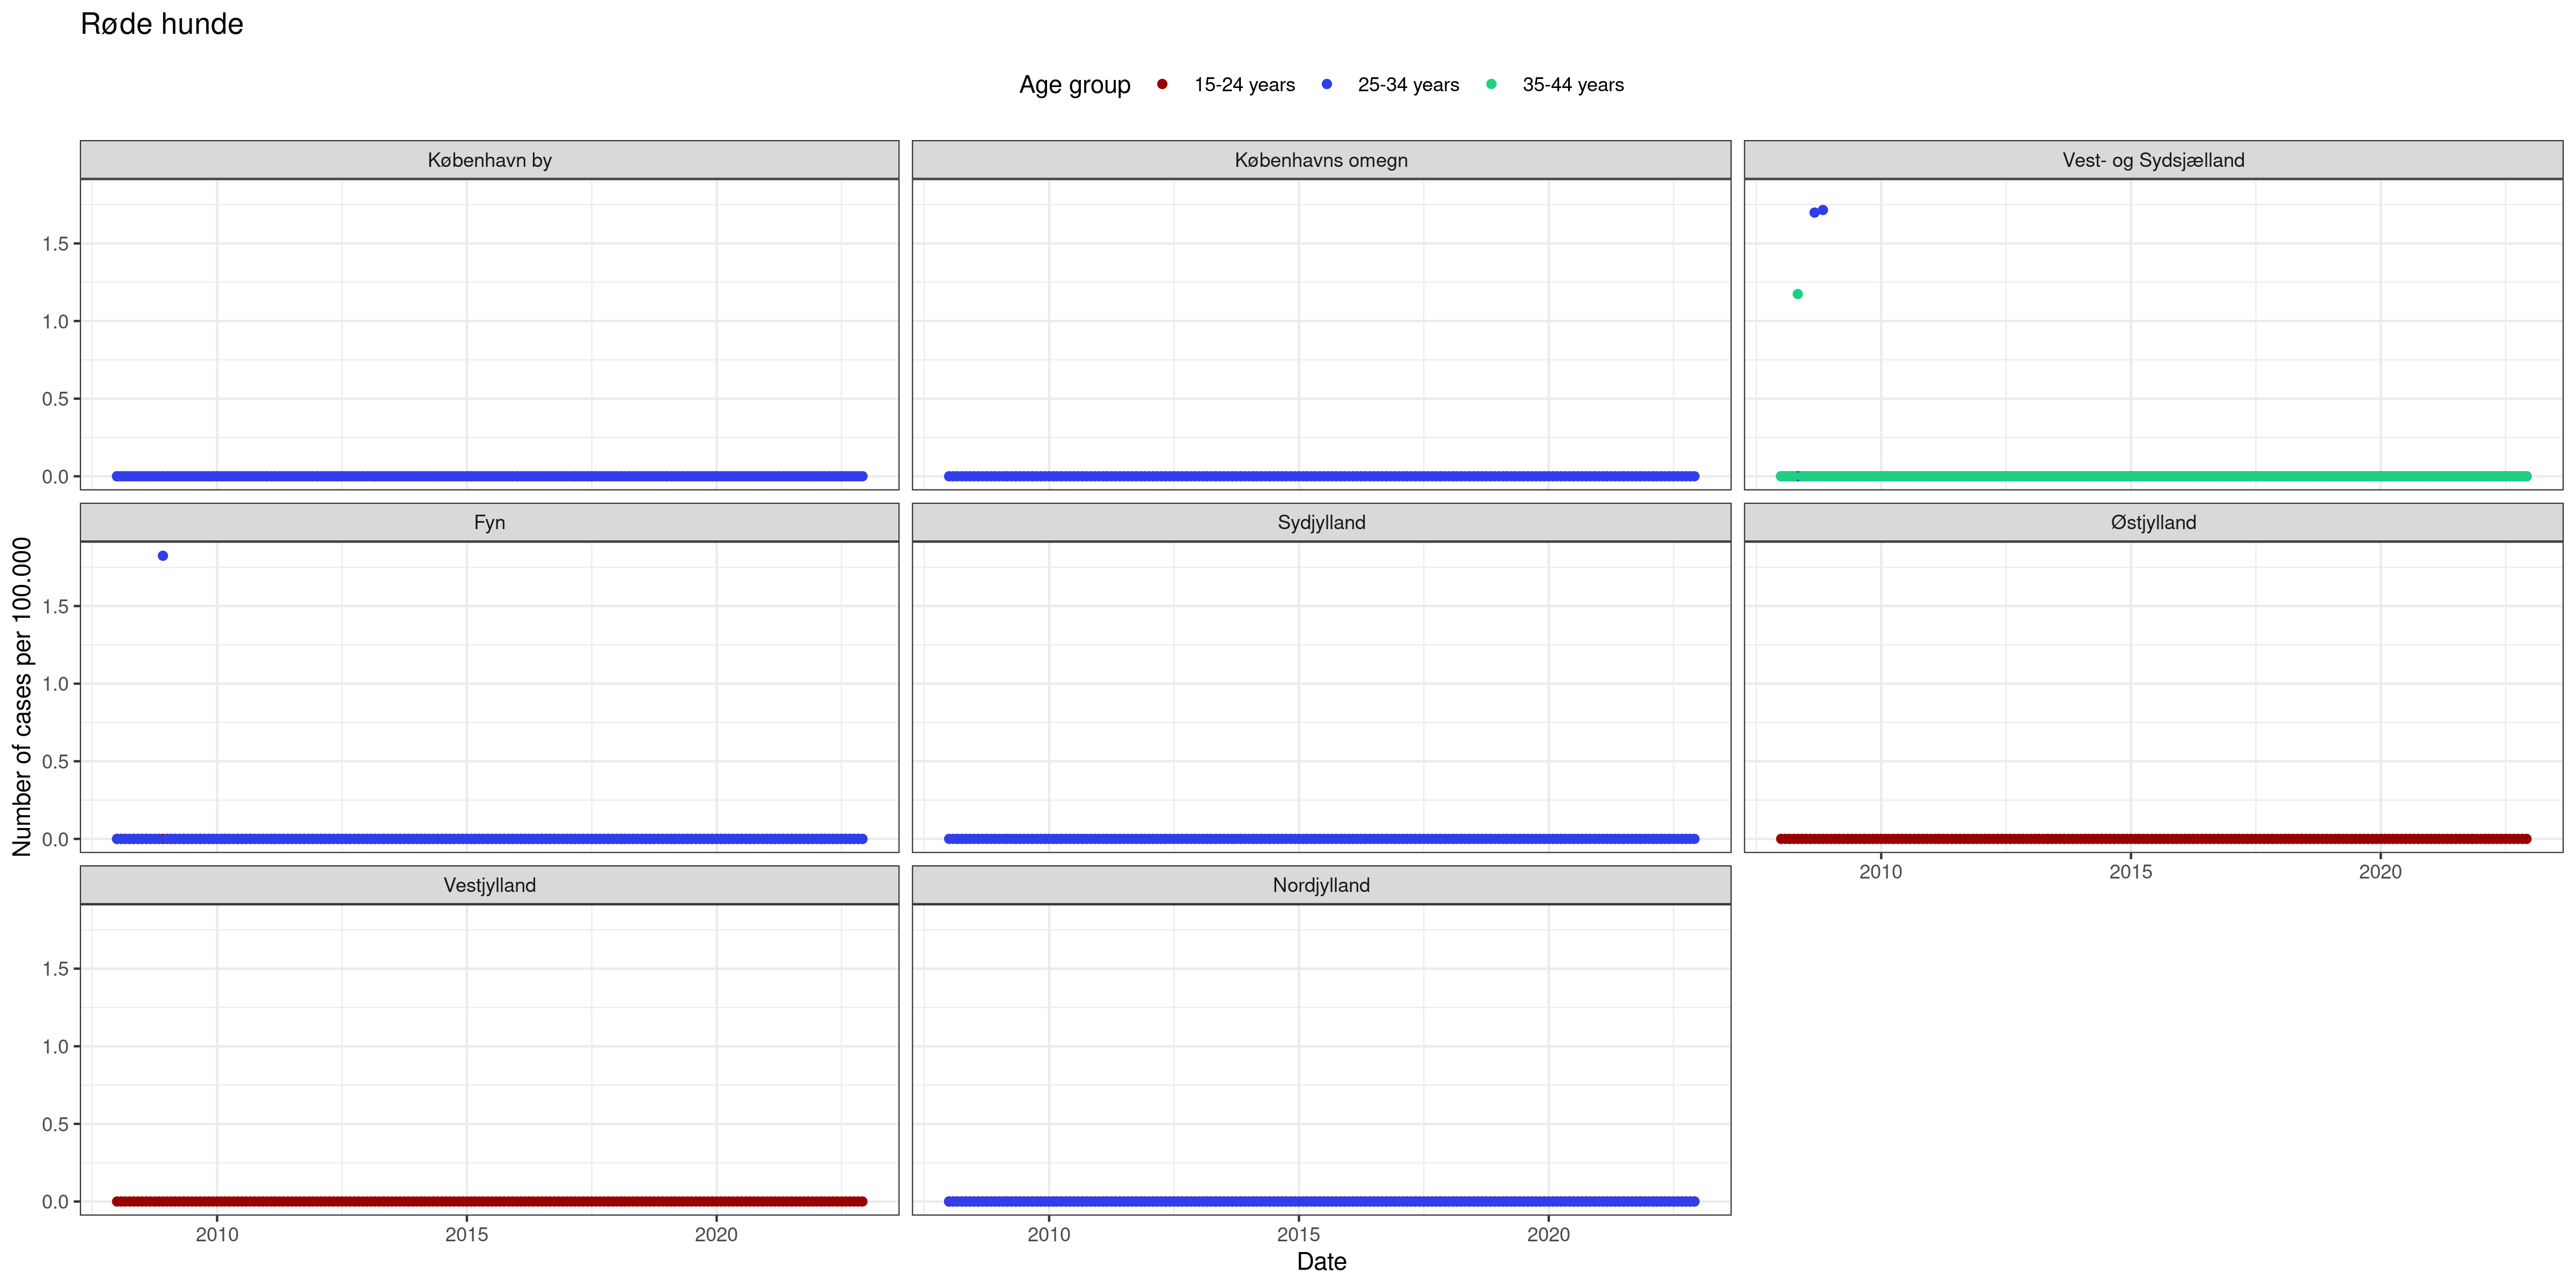 Røde hunde
Age group 15-24 years 25-34 years 35-44 years
København by Københavns omegn Vest- og Sydsjælland
1.5
1.0
0.5
0.0
Fyn Sydjylland Østjylland
1.5
1.0
0.5
0.0
2010 2015 2020
Vestjylland Nordjylland
1.5
1.0
0.5
0.0
2010 2015 2020 2010 2015 2020
Number of cases per 100.000
Date